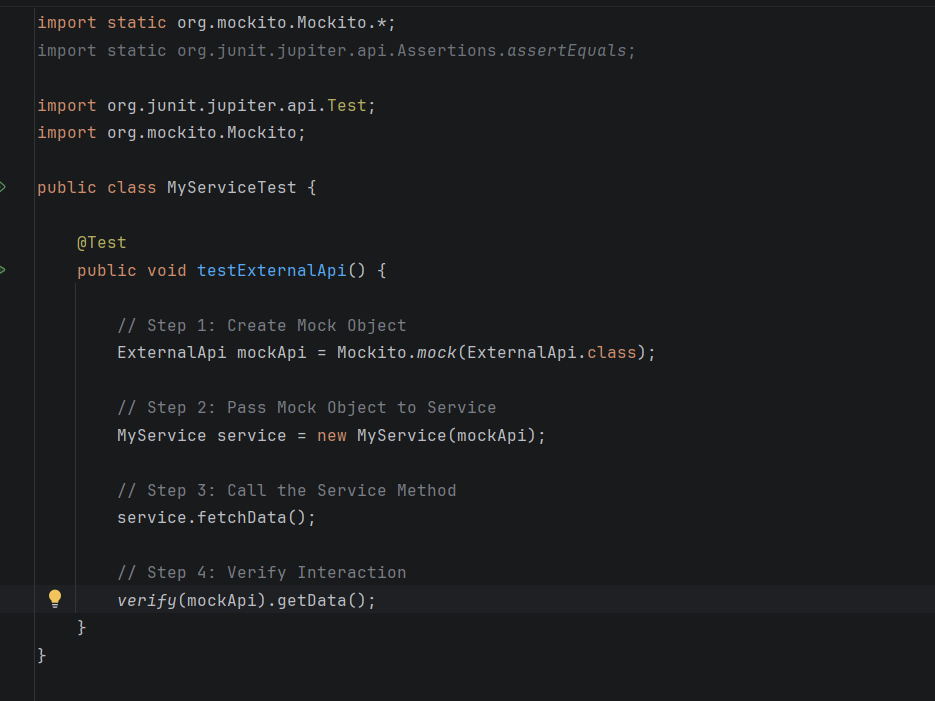 import static org.mockito.Mockito.*;
import static org.junit.jupiter.api.Assertions.assertEquals;
import org.junit.jupiter.api.Test;
import org.mockito.Mockito;
public class MyServiceTest {
@Test
public void testExternalApi() {
// Step 1: Create Mock Object
ExternalApi mockApi = Mockito.mock(ExternalApi.class);
// Step 2: Pass Mock Object to Service
MyService service = new MyService(mockApi);
// Step 3: Call the Service Method
service.fetchData();
// Step 4: Verify Interaction
verify(mockApi).getData();
}
}